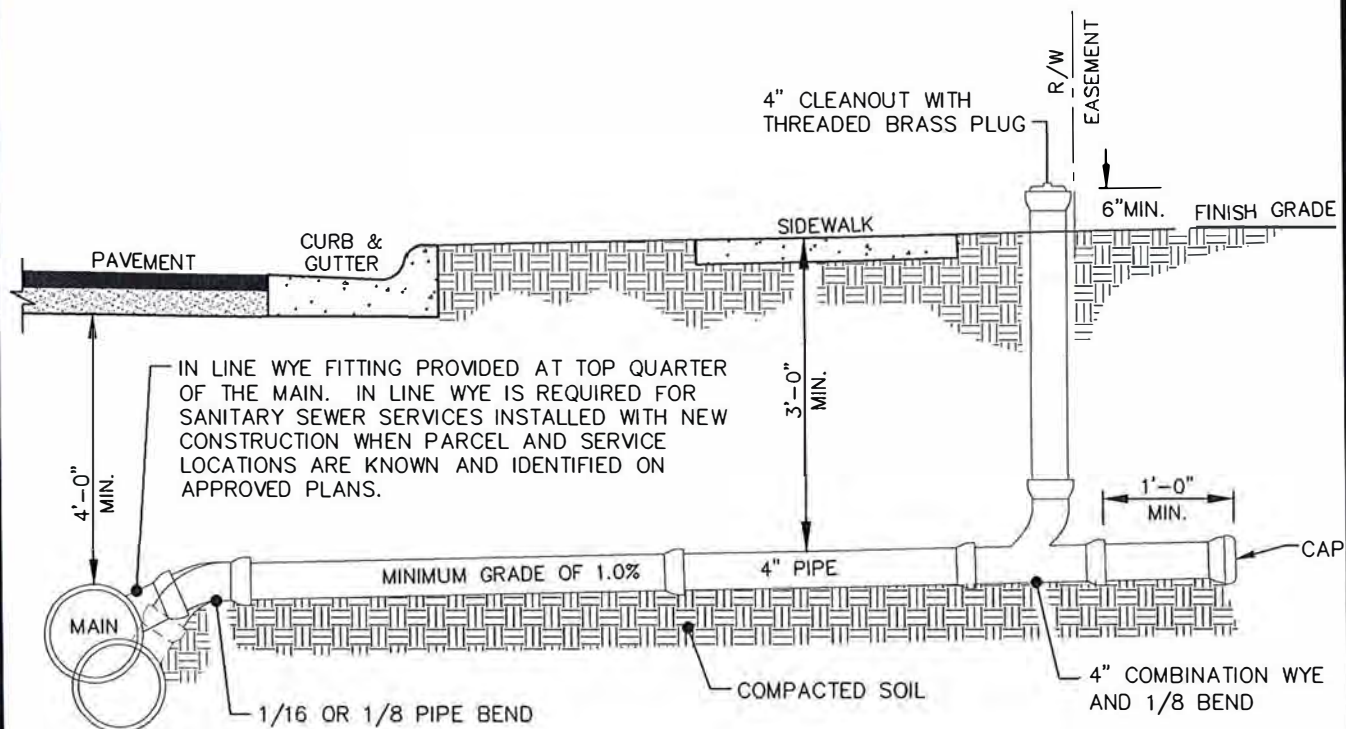 R/W
EASEMENT
4" CLEANOUT WITH
THREADED BRASS PLUG
6"MIN.
FINISH GRADE
SIDEWALK
CURB &
GUTTER
PAVEMENT
IN LINE WYE FITTING PROVIDED AT TOP QUARTER
OF THE MAIN. IN LINE WYE IS REQUIRED FOR
SANITARY SEWER SERVICES INSTALLED WITH NEW
CONSTRUCTION WHEN PARCEL AND SERVICE
LOCATIONS ARE KNOWN AND IDENTIFIED ON
APPROVED PLANS.
4'-0"
MIN.
3'-0"
MIN.
1'-0"
MIN.
CAP
MINIMUM GRADE OF 1.0%
4" PIPE
MAIN
1/16 OR 1/8 PIPE BEND
COMPACTED SOIL
4" COMBINATION WYE
AND 1/8 BEND